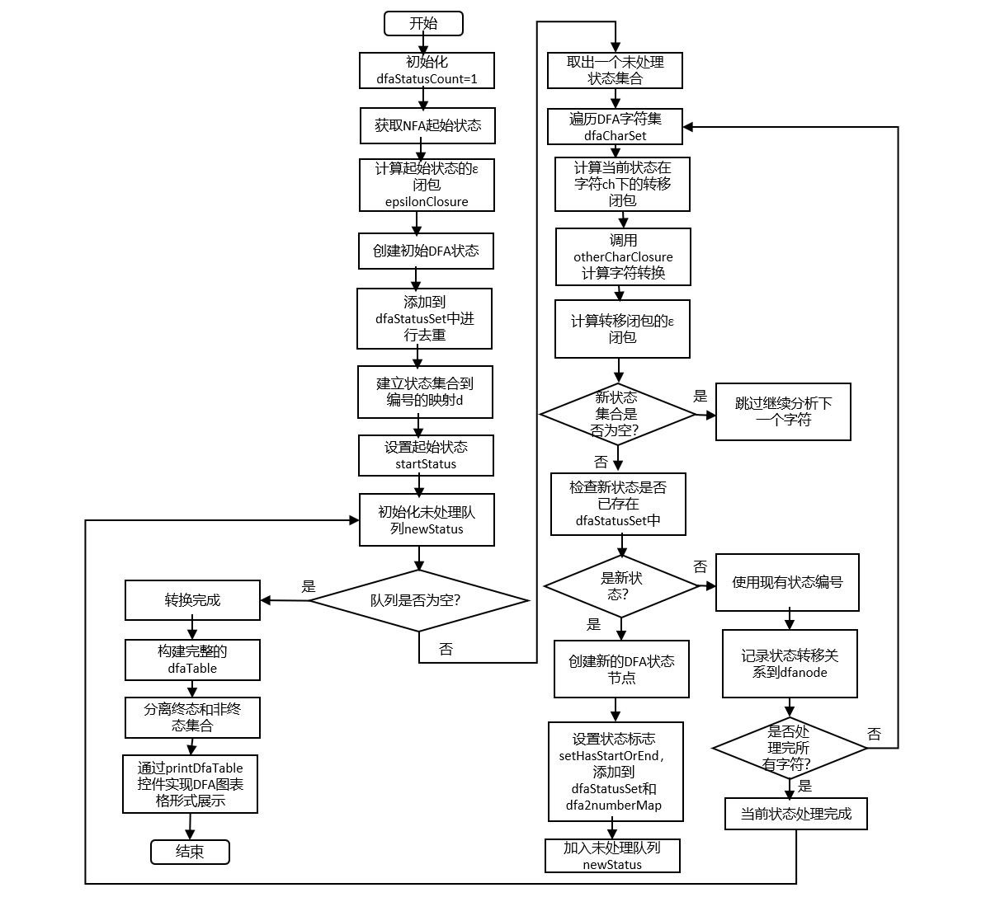 开始
初始化
dfaStatusCount=1
获取NFA起始状态
计算起始状态的ε
闭包
epsilonClosure
创建初始DFA状态
添加到
dfaStatusSet中进
行去重
建立状态集合到
编号的映射d
设置起始状态
startStatus
初始化未处理队
列newStatus
队列是否为空?
是
否
转换完成
构建完整的
dfaTable
分离终态和非终
态集合
通过printDfaTable
控件实现DFA图表
格形式展示
结束
取出一个未处理
状态集合
遍历DFA字符集
dfaCharSet
计算当前状态在
字符ch下的转移
闭包
调用
otherCharClosure
计算字符转换
计算转移闭包的ε
闭包
新状态
集合是
否为空?
是
跳过继续分析下
一个字符
否
检查新状态是否
已存在
dfaStatusSet中
是新状
态?
否
使用现有状态编号
是
创建新的DFA状态
节点
设置状态标志
setHasStartOrEnd，
添加到
dfaStatusSet和
dfa2numberMap
加入未处理队列
newStatus
记录状态转移关
系到dfanode
是否处
理完所
有字符?
否
是
当前状态处理完成